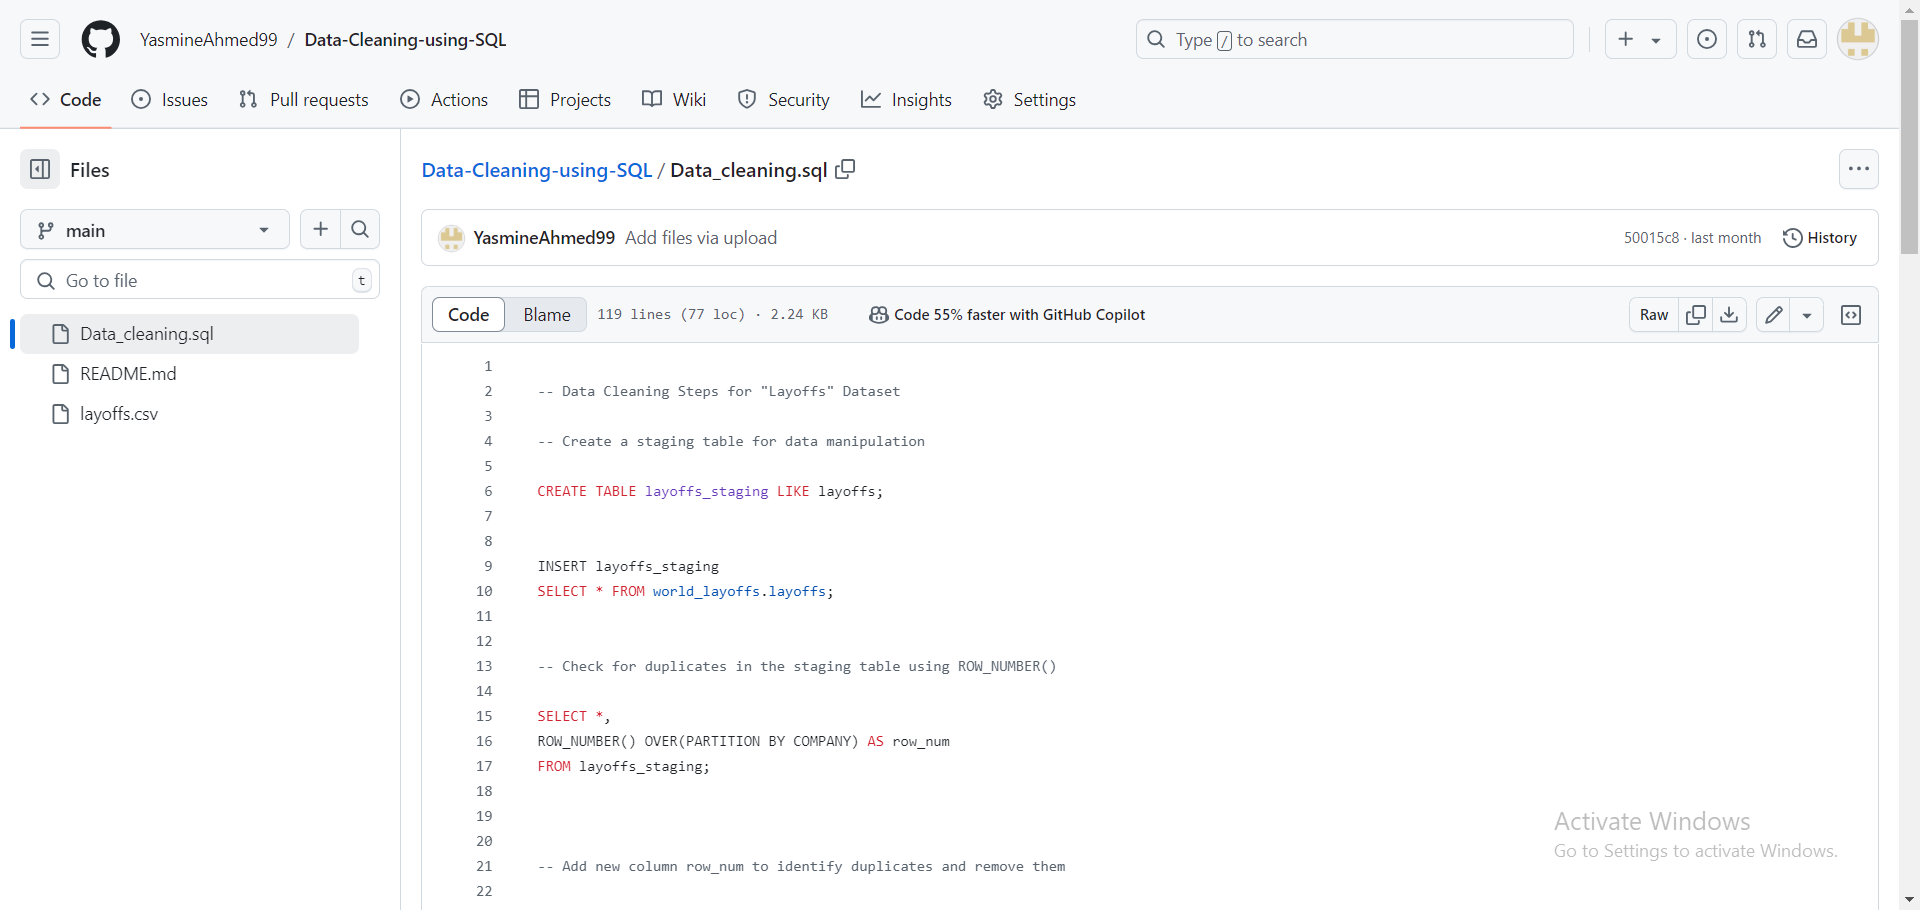 YasmineAhmed99 / Data-Cleaning-using-SQL
Type / to search
Code Issues Pull requests Actions Projects Wiki Security Insights Settings
Files
main
Go to file t
Data_cleaning.sql
README.md
layoffs.csv
Data-Cleaning-using-SQL / Data_cleaning.sql
YasmineAhmed99 Add files via upload 50015c8 · last month History
Code Blame 119 lines (77 loc) · 2.24 KB Code 55% faster with GitHub Copilot Raw
1
2 -- Data Cleaning Steps for "Layoffs" Dataset
3
4 -- Create a staging table for data manipulation
5
6 CREATE TABLE layoffs_staging LIKE layoffs;
7
8
9 INSERT layoffs_staging
10 SELECT * FROM world_layoffs.layoffs;
11
12
13 -- Check for duplicates in the staging table using ROW_NUMBER()
14
15 SELECT *,
16 ROW_NUMBER() OVER(PARTITION BY COMPANY) AS row_num
17 FROM layoffs_staging;
18
19
20
21 -- Add new column row_num to identify duplicates and remove them
22
Activate Windows
Go to Settings to activate Windows.